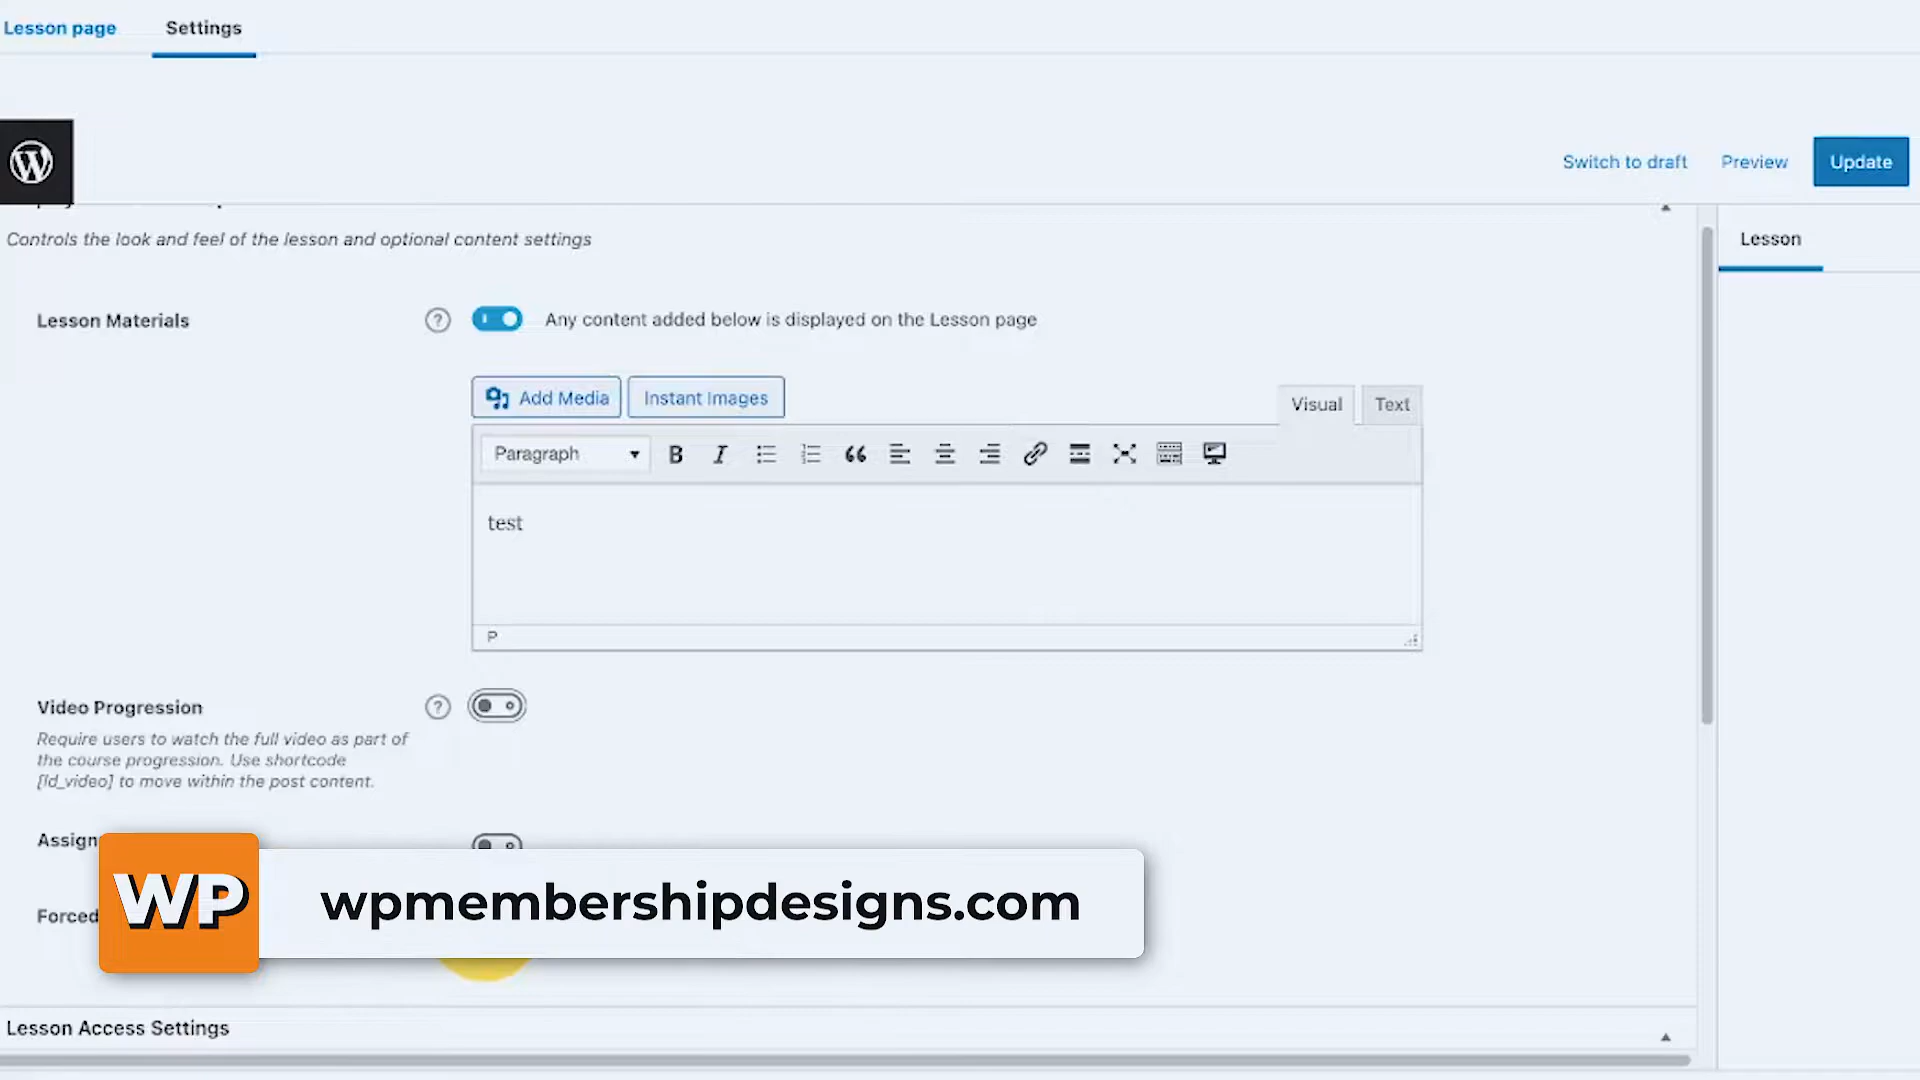 Lesson page
Settings
Switch to draft
Preview
Update
Controls the look and feel of the lesson and optional content settings
Lesson
Lesson Materials
? Any content added below is displayed on the Lesson page
Add Media
Instant Images
Visual
Text
Paragraph
B I
test
P
Video Progression
?
Require users to watch the full video as part of
the course progression. Use shortcode
[ld_video] to move within the post content.
Assign
Forced
WP
wpmembershipdesigns.com
Lesson Access Settings